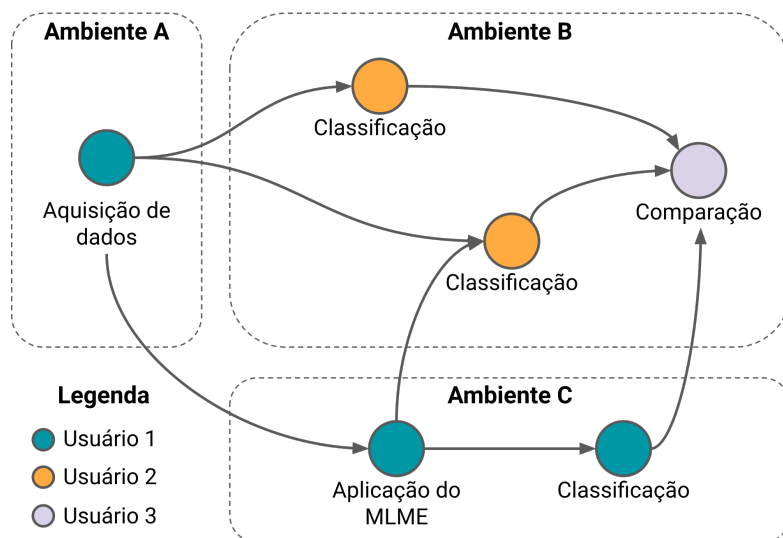 Ambiente A
Ambiente B
Classificação
Aquisição de
dados
Comparação
Classificação
Legenda
Usuário 1
Usuário 2
Usuário 3
Ambiente C
Aplicação do
MLME
Classificação